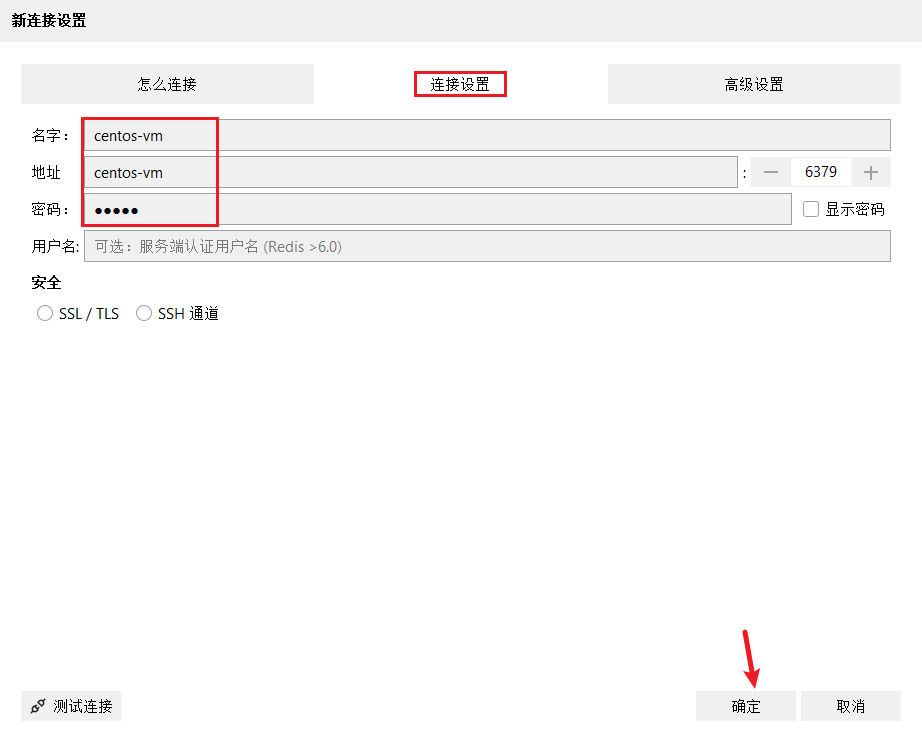 新连接设置
怎么连接 连接设置 高级设置
名字： centos-vm
地址 centos-vm : 6379
密码： ●●●●● 显示密码
用户名: 可选：服务端认证用户名 (Redis >6.0)
安全
SSL / TLS SSH 通道
测试连接 确定 取消